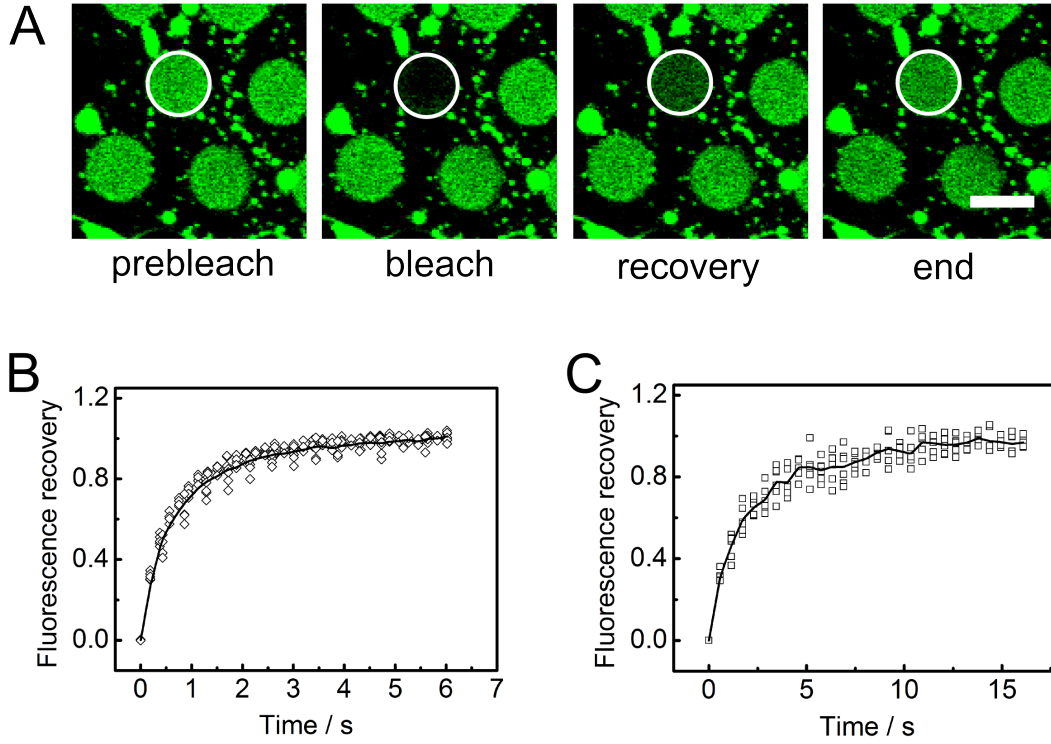 A
prebleach bleach recovery end
B
Fluorescence recovery
1.2
0.8
0.4
0.0
0 1 2 3 4 5 6 7
Time / s
C
Fluorescence recovery
1.2
0.8
0.4
0.0
0 5 10 15
Time / s